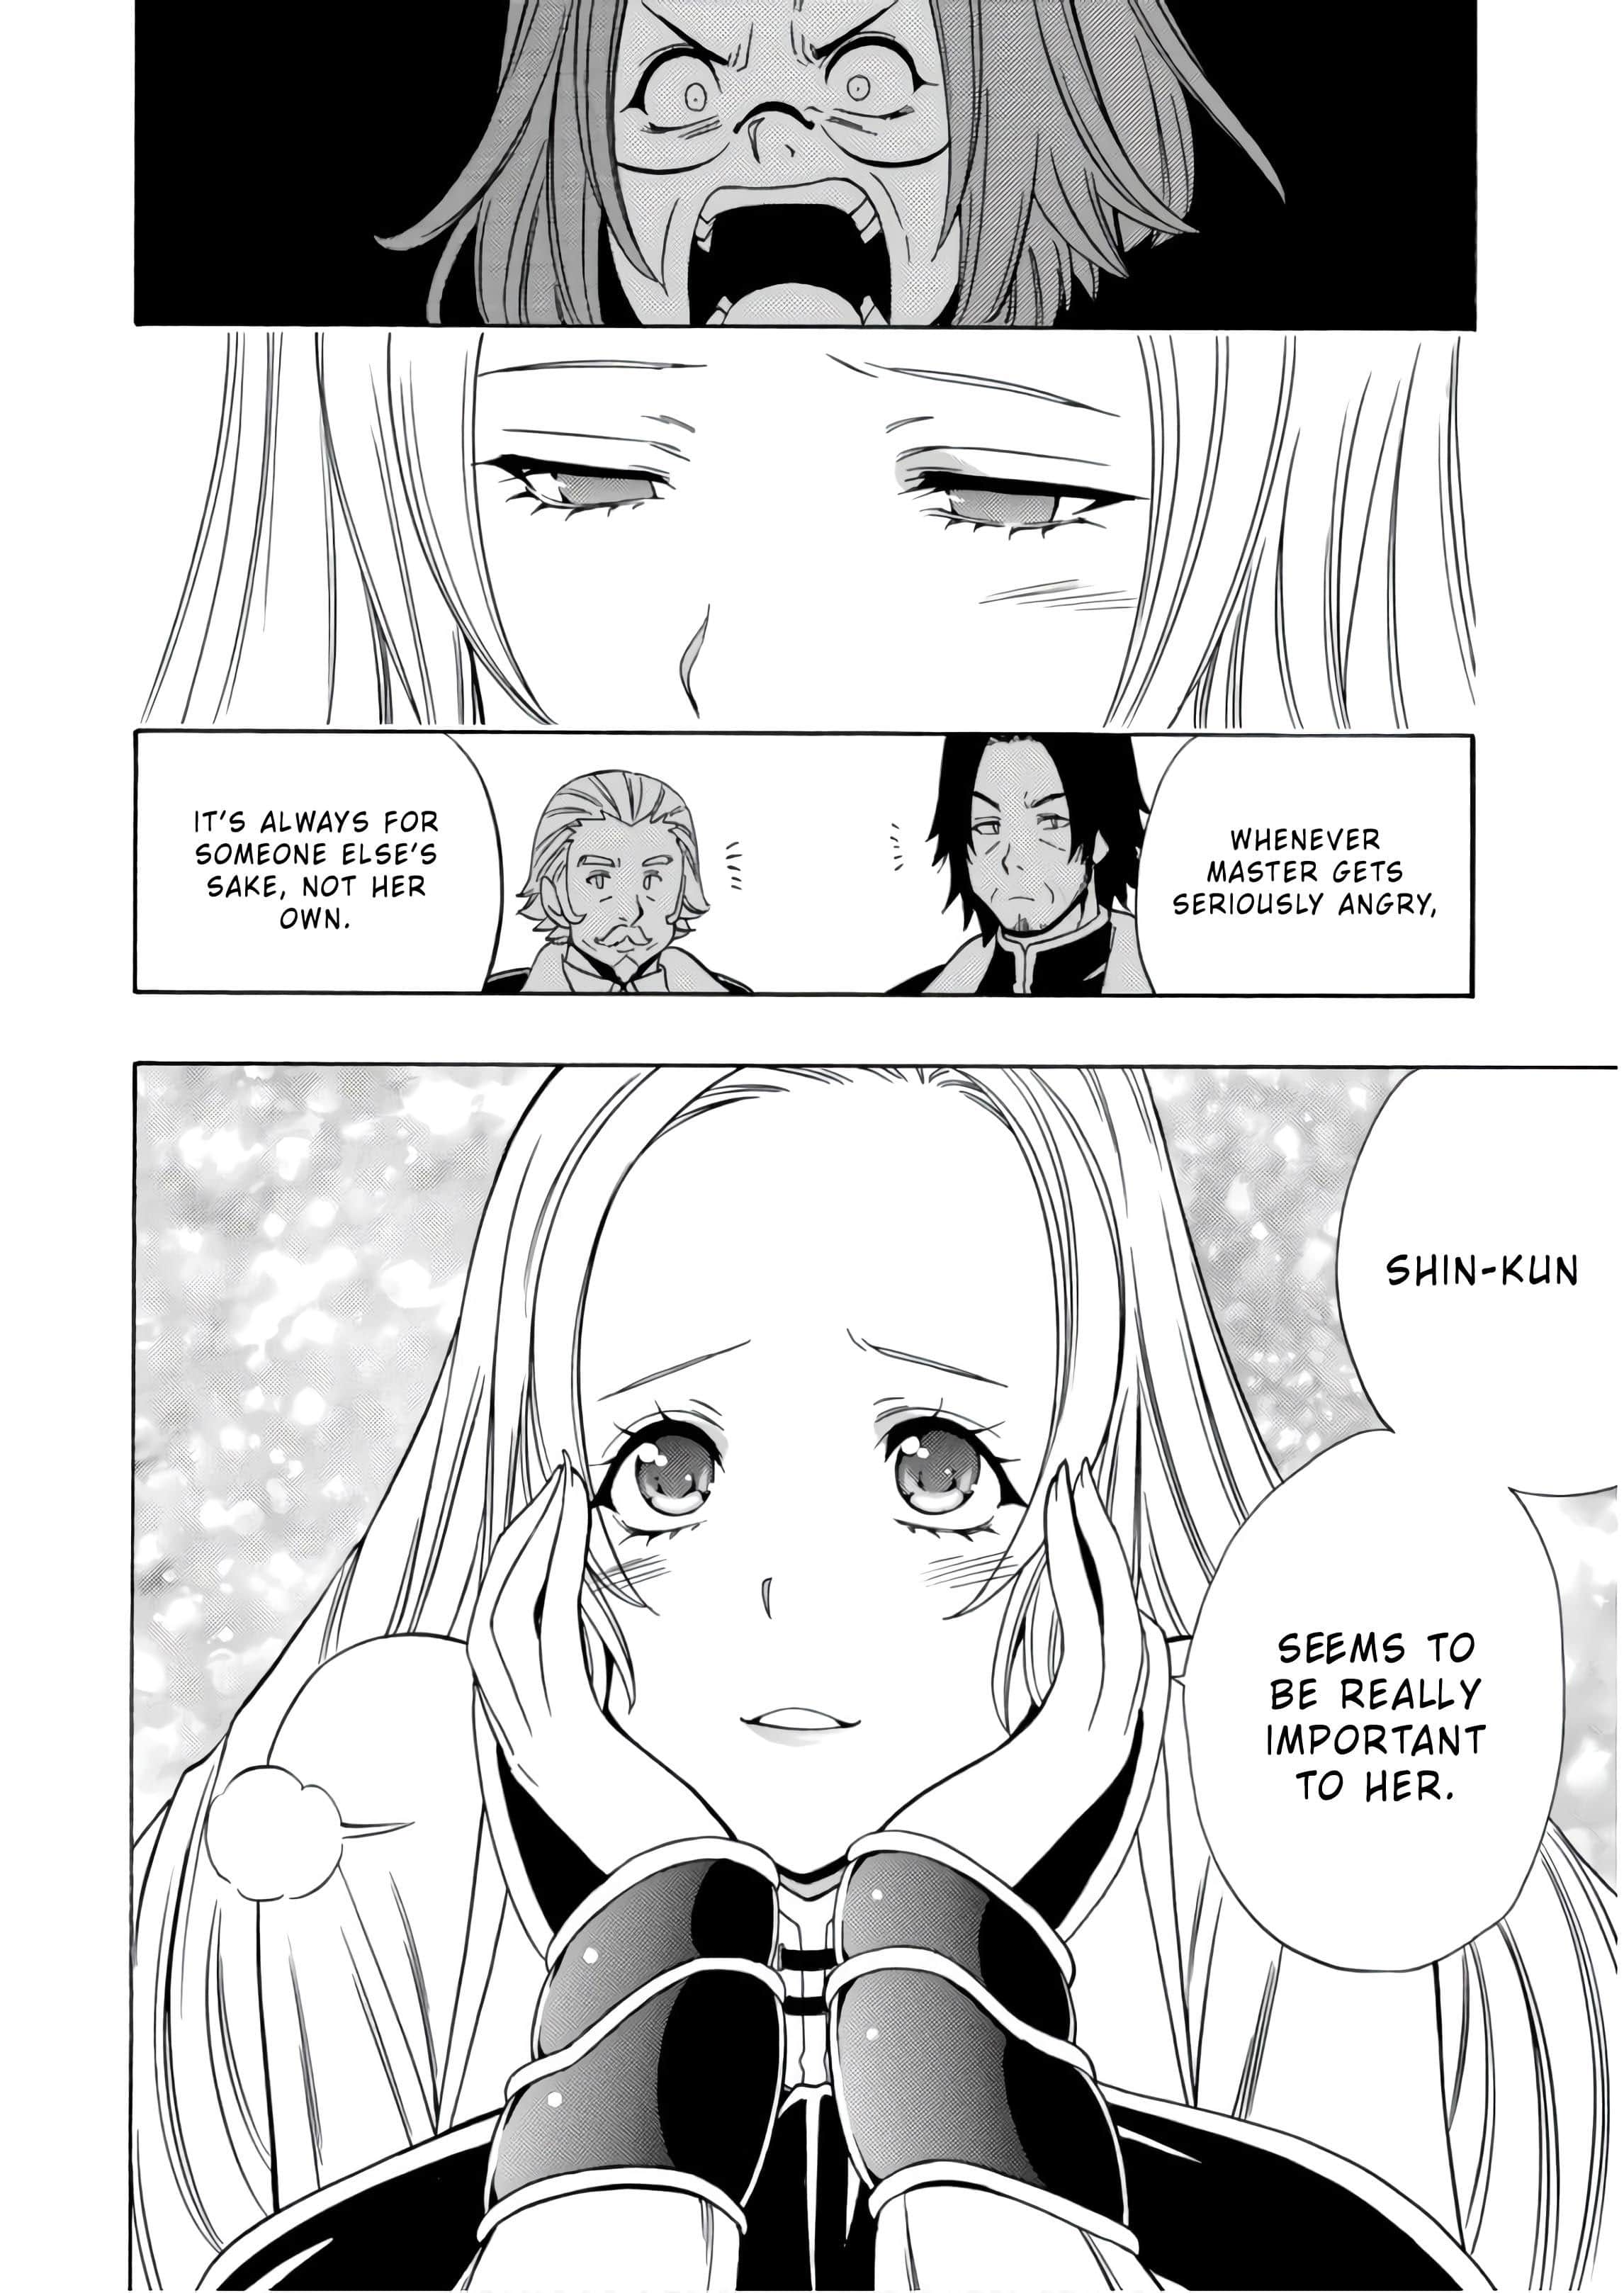 WHENEVER
MASTER GETS
SERIOUSLY ANGRY,
IT'S ALWAYS FOR
SOMEONE ELSE'S
SAKE, NOT HER
OWN.
SHIN-KUN
SEEMS TO
BE REALLY
IMPORTANT
TO HER.